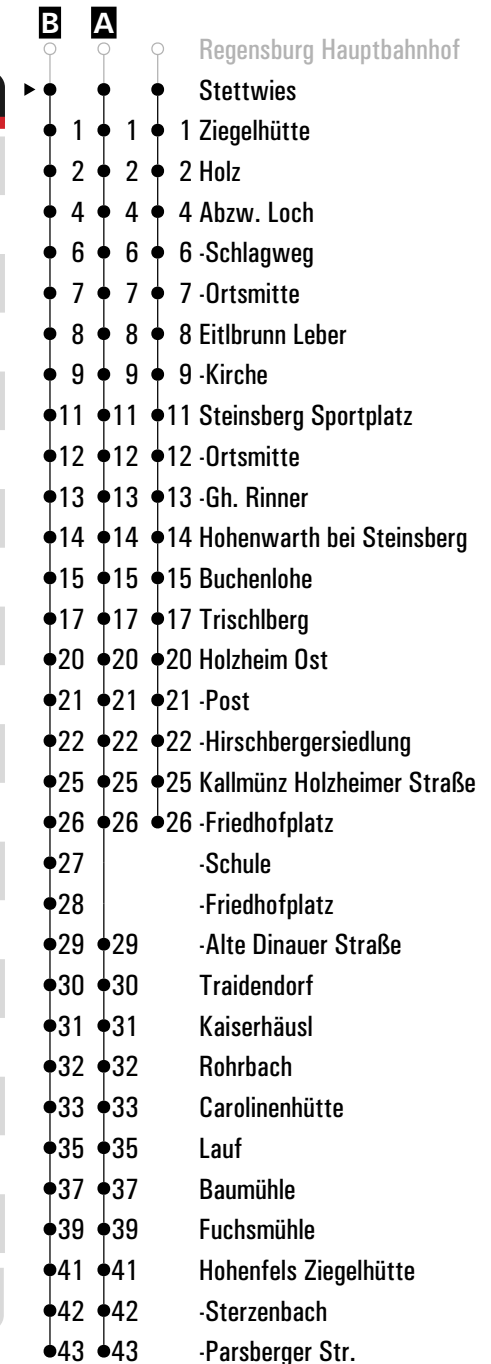 B A
Regensburg Hauptbahnhof
Stettwies
1 1 1 Ziegelhütte
2 2 2 Holz
4 4 4 Abzw. Loch
6 6 6 -Schlagweg
7 7 7 -Ortsmitte
8 8 8 Eitlbrunn Leber
9 9 9 -Kirche
11 11 11 Steinsberg Sportplatz
12 12 12 -Ortsmitte
13 13 13 -Gh. Rinner
14 14 14 Hohenwarth bei Steinsberg
15 15 15 Buchenlohe
17 17 17 Trischlberg
20 20 20 Holzheim Ost
21 21 21 -Post
22 22 22 -Hirschbergersiedlung
25 25 25 Kallmünz Holzheimer Straße
26 26 26 -Friedhofplatz
27 -Schule
28 -Friedhofplatz
29 29 -Alte Dinauer Straße
30 30 Traidendorf
31 31 Kaiserhäusl
32 32 Rohrbach
33 33 Carolinenhütte
35 35 Lauf
37 37 Baumühle
39 39 Fuchsmühle
41 41 Hohenfels Ziegelhütte
42 42 -Sterzenbach
43 43 -Parsberger Str.